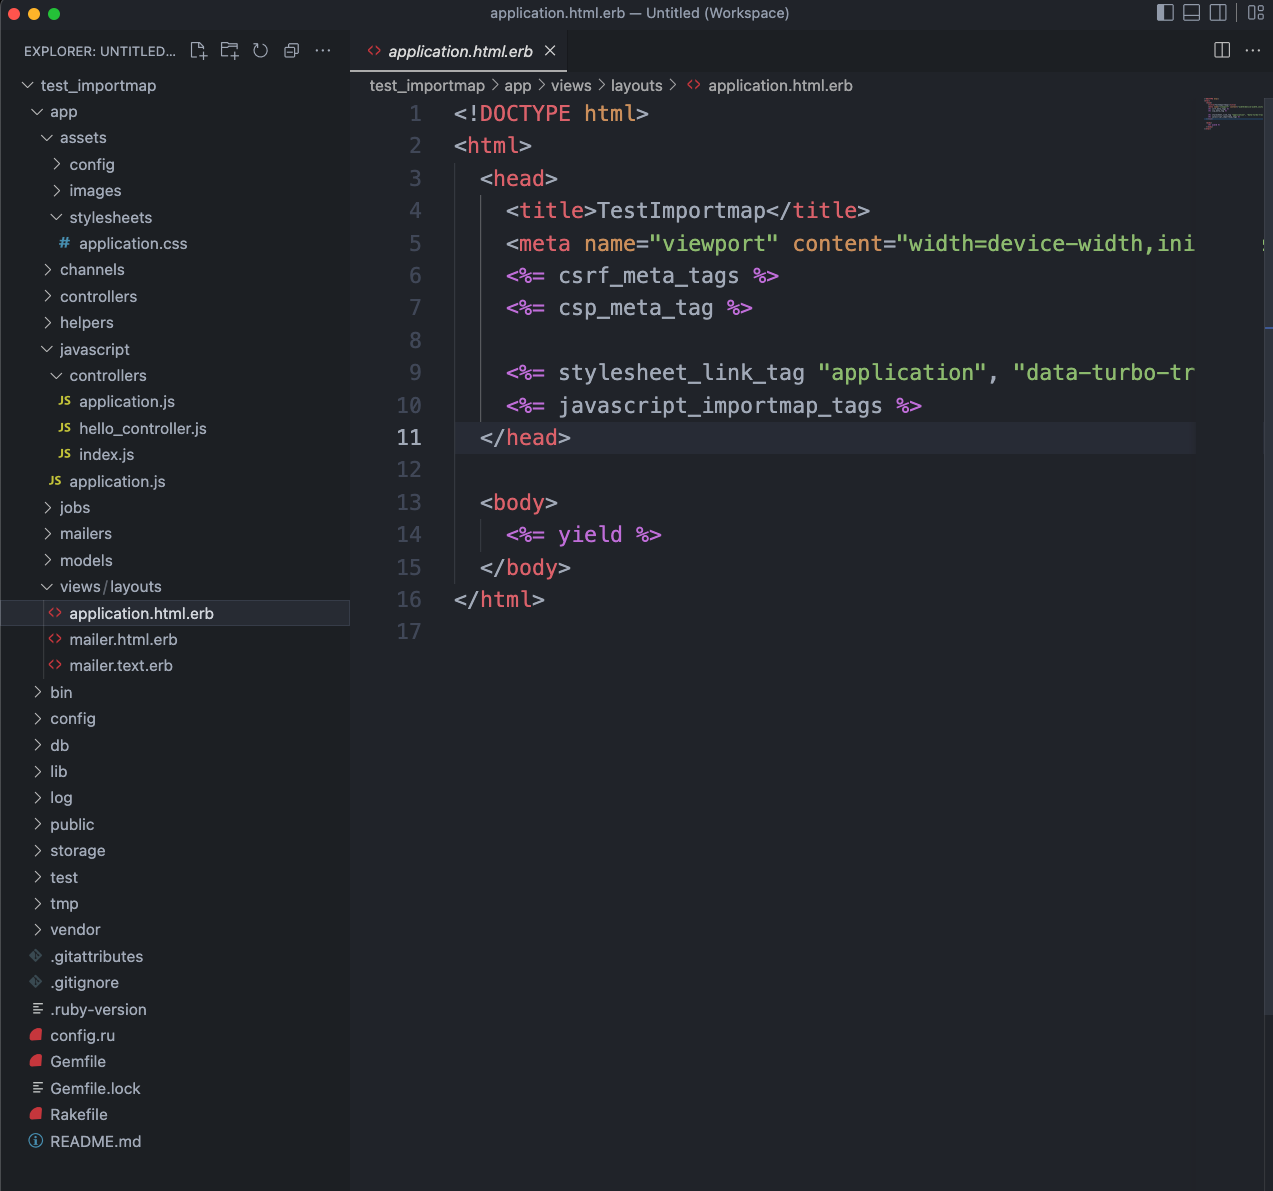 application.html.erb — Untitled (Workspace)
EXPLORER: UNTITLED...
test_importmap
app
assets
config
images
stylesheets
# application.css
channels
controllers
helpers
javascript
controllers
JS application.js
JS hello_controller.js
JS index.js
JS application.js
jobs
mailers
models
views/layouts
<> application.html.erb
<> mailer.html.erb
<> mailer.text.erb
bin
config
db
lib
log
public
storage
test
tmp
vendor
.gitattributes
.gitignore
.ruby-version
config.ru
Gemfile
Gemfile.lock
Rakefile
README.md
<> application.html.erb
test_importmap > app > views > layouts > <> application.html.erb
1 <!DOCTYPE html>
2 <html>
3 <head>
4 <title>TestImportmap</title>
5 <meta name="viewport" content="width=device-width,ini
6 <%= csrf_meta_tags %>
7 <%= csp_meta_tag %>
8
9 <%= stylesheet_link_tag "application", "data-turbo-tr
10 <%= javascript_importmap_tags %>
11 </head>
12
13 <body>
14 <%= yield %>
15 </body>
16 </html>
17